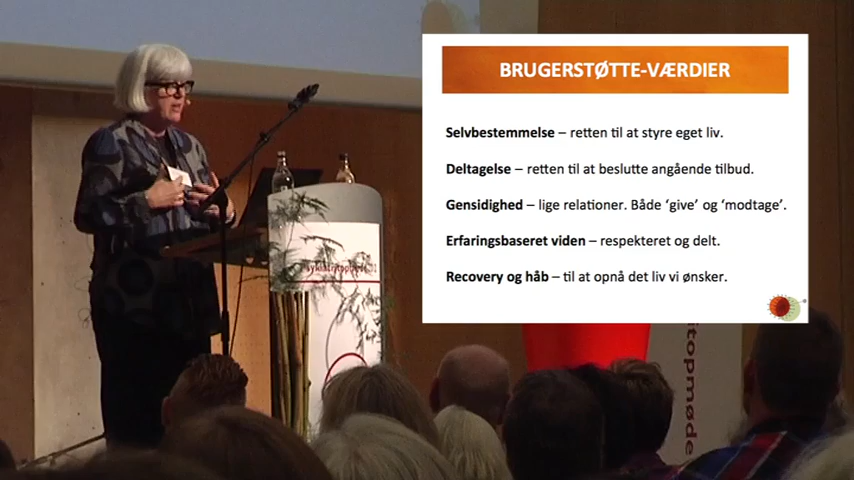 BRUGERSTØTTE-VÆRDIER
Selvbestemmelse – retten til at styre eget liv.
Deltagelse – retten til at beslutte angående tilbud.
Gensidighed – lige relationer. Både ‘give’ og ‘modtage’.
Erfaringsbaseret viden – respekteret og delt.
Recovery og håb – til at opnå det liv vi ønsker.